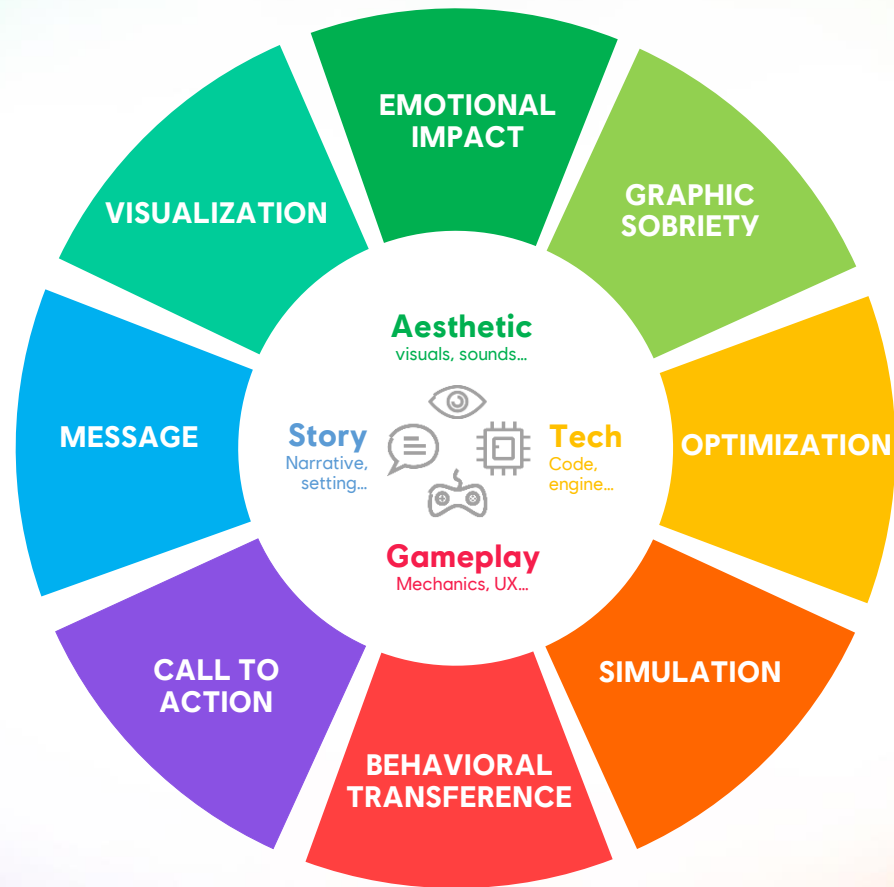 EMOTIONAL
IMPACT
GRAPHIC
SOBRIETY
OPTIMIZATION
SIMULATION
BEHAVIORAL
TRANSFERENCE
CALL TO
ACTION
MESSAGE
VISUALIZATION
Aesthetic
visuals, sounds...
Story
Narrative,
setting...
Tech
Code,
engine...
Gameplay
Mechanics, UX...